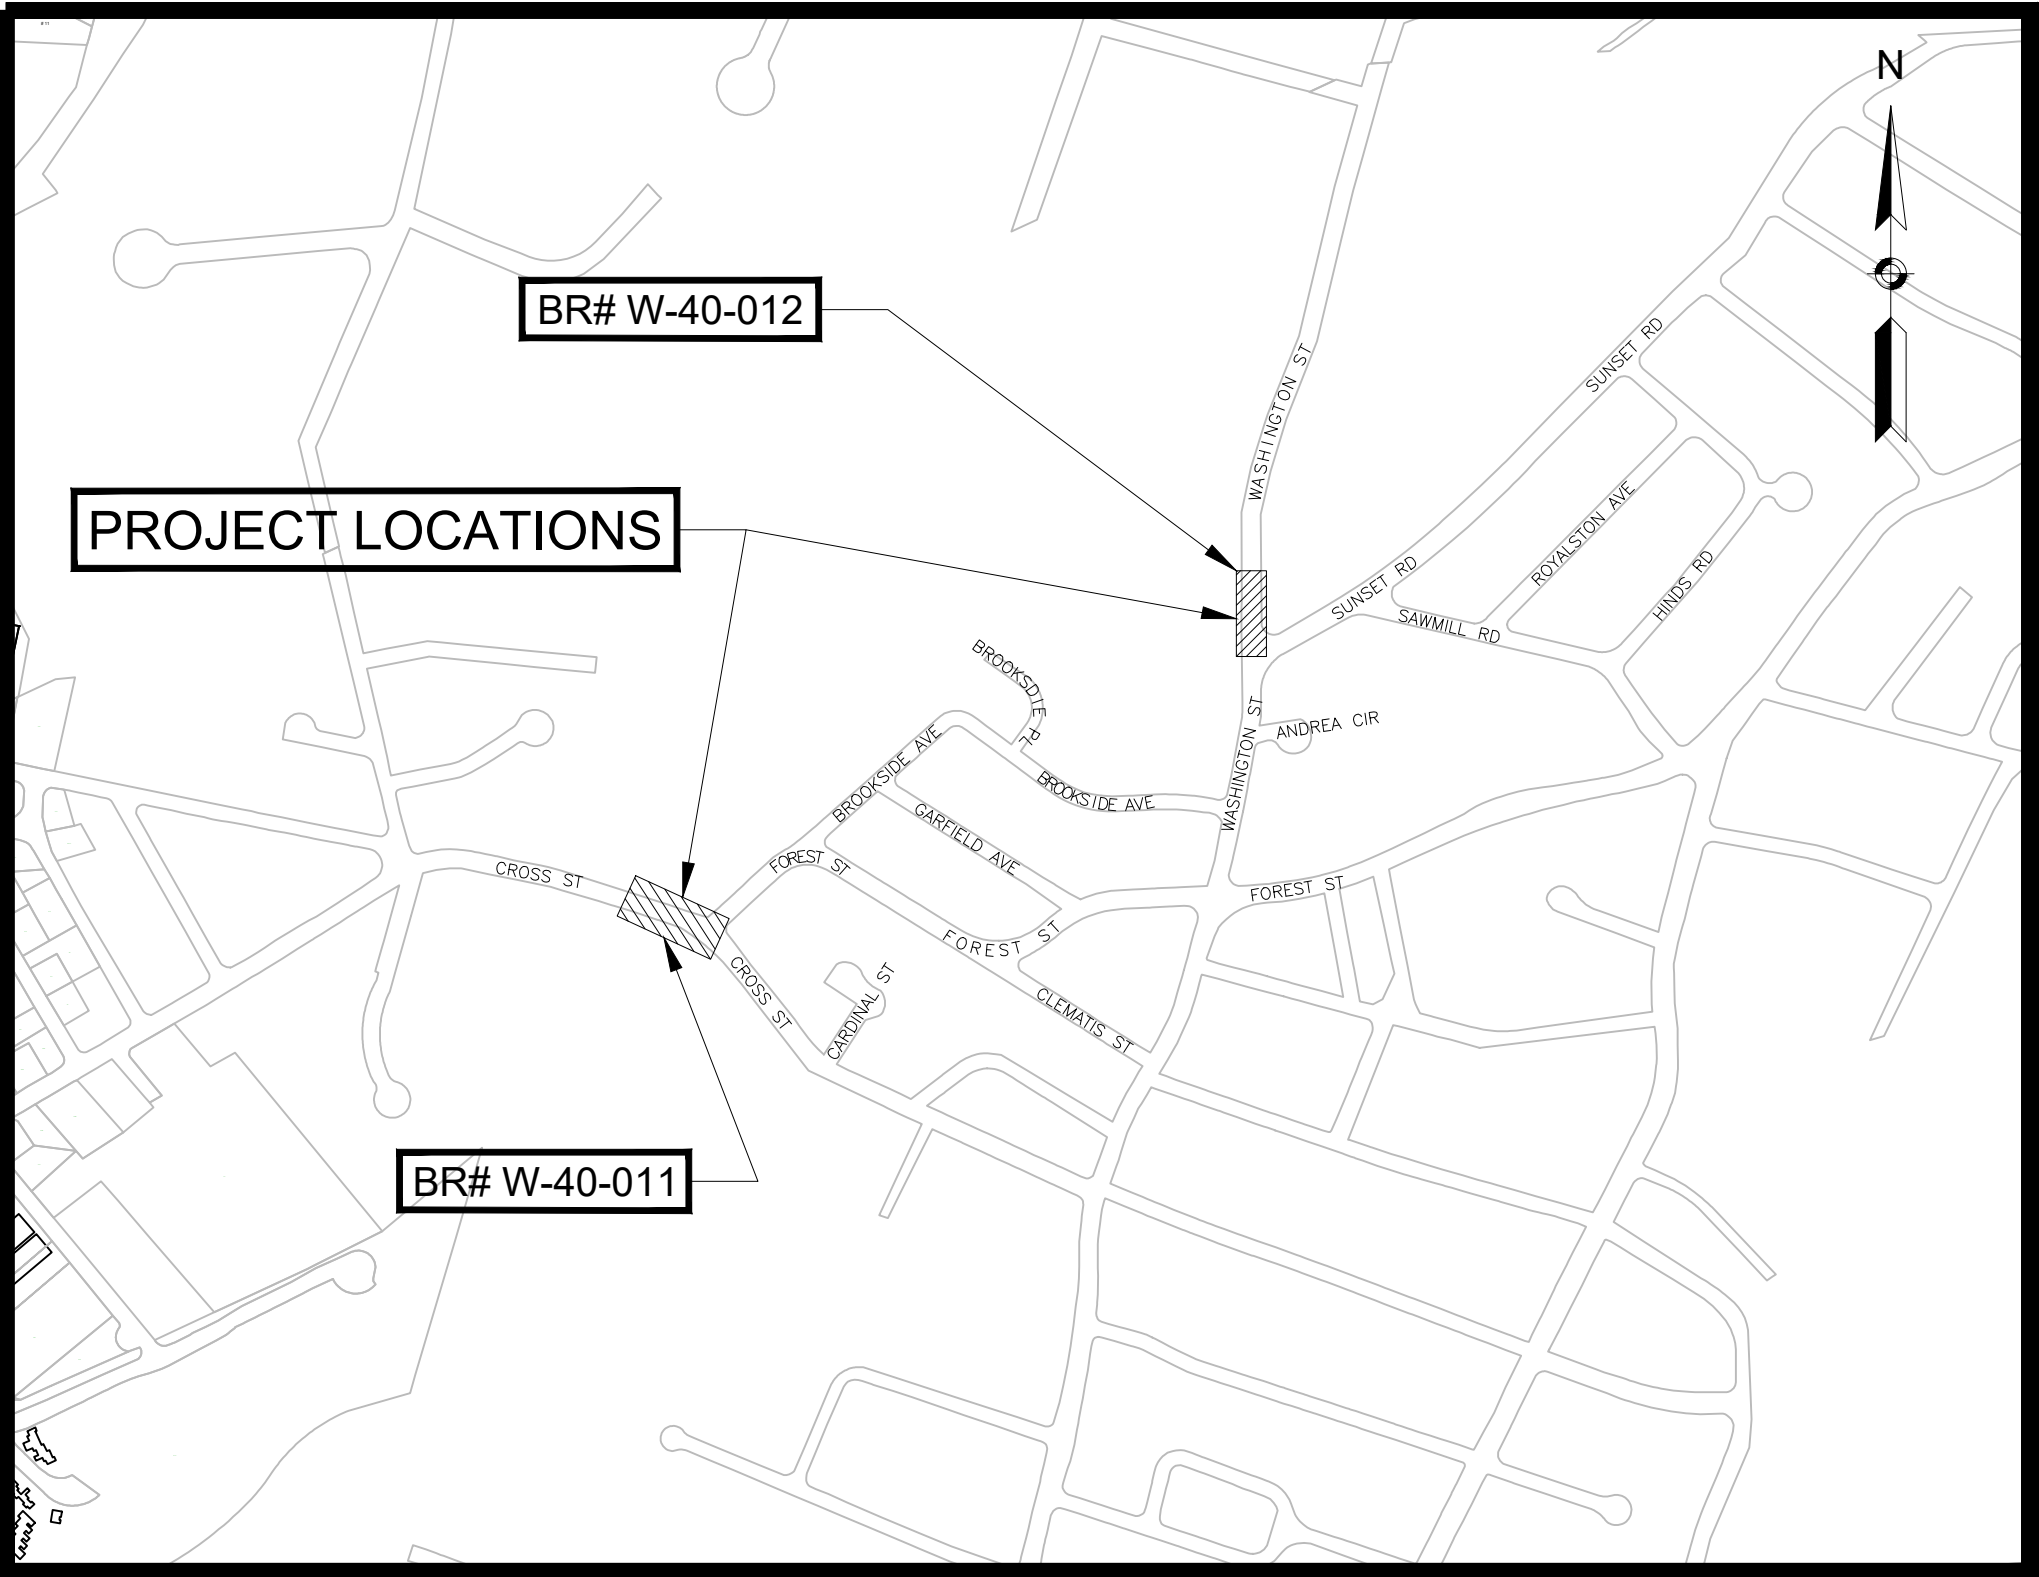 N
BR# W-40-012
WASHINGTON ST
SUNSET RD
PROJECT LOCATIONS
ROYALSTON AVE
HINDS RD
SUNSET RD
SAWMILL RD
BROOKSDIE PL
WASHINGTON ST
ANDREA CIR
BROOKSIDE AVE
BROOKSIDE AVE
GARFIELD AVE
FOREST ST
CROSS ST
FOREST ST
FOREST ST
CROSS ST
CARDINAL ST
CLEMATIS ST
BR# W-40-011